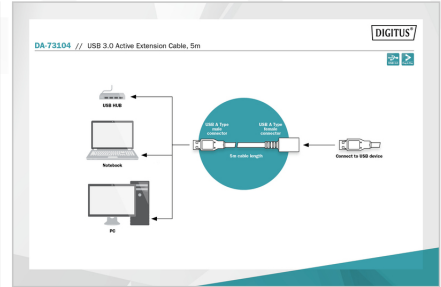 DIGITUS®
DA-73104 // USB 3.0 Active Extension Cable, 5m
USB HUB
USB A Type
male
connector
USB A Type
female
connector
5m cable length
Notebook
Connect to USB device
PC